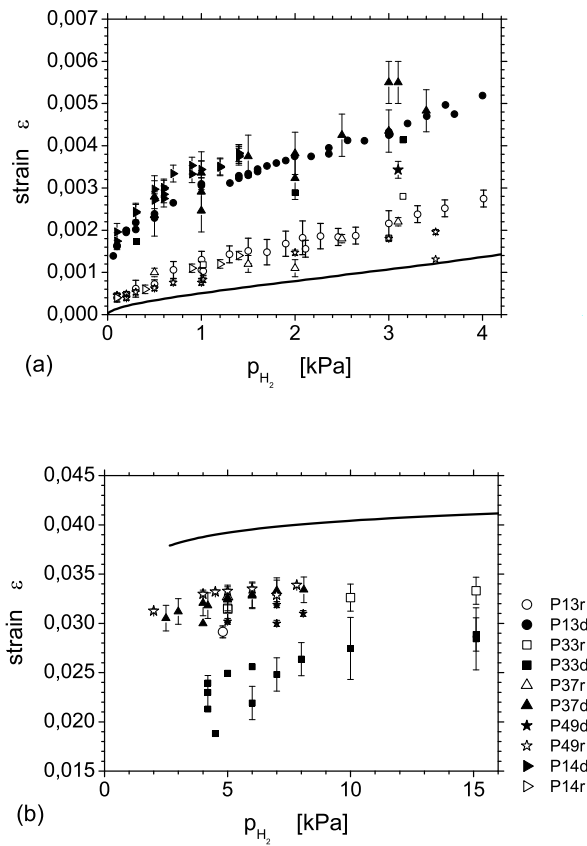 0,007
0,006
0,005
0,004
0,003
0,002
0,001
0,000
strain ε
0 1 2 3 4
(a)
p_H₂ [kPa]
0,045
0,040
0,035
0,030
0,025
0,020
0,015
strain ε
5 10 15
(b)
p_H₂ [kPa]
P13r
P13d
P33r
P33d
P37r
P37d
P49d
P49r
P14d
P14r